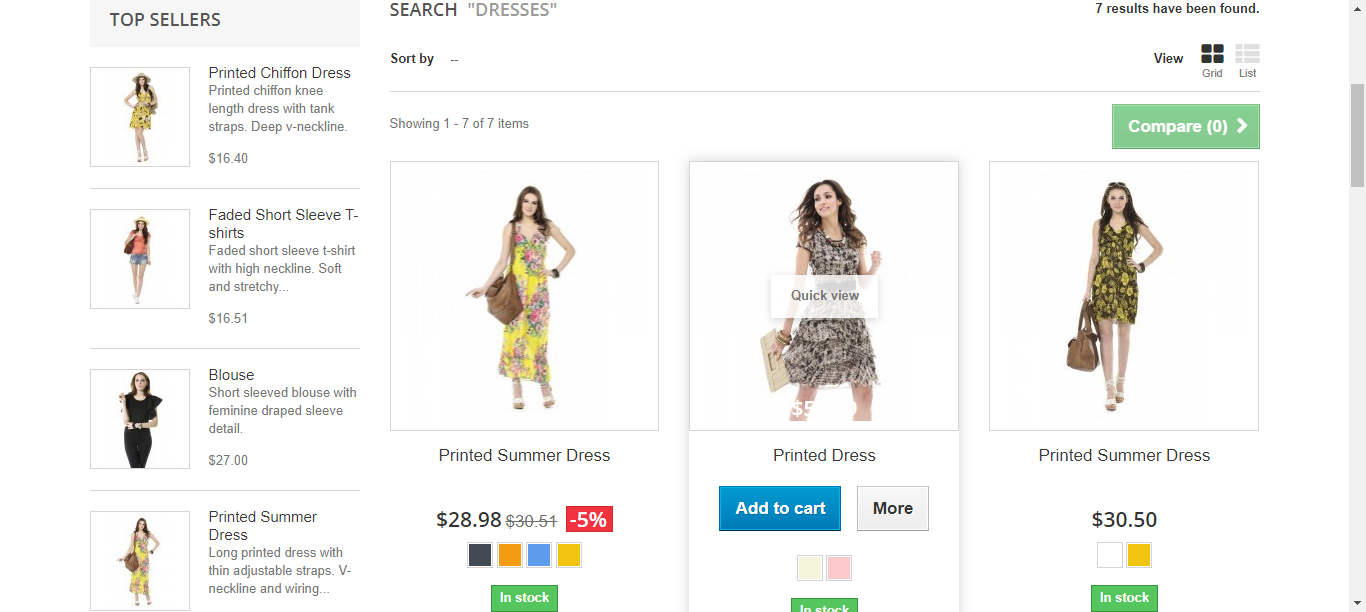 TOP SELLERS
Printed Chiffon Dress
Printed chiffon knee
length dress with tank
straps. Deep v-neckline.
$16.40
Faded Short Sleeve T-
shirts
Faded short sleeve t-shirt
with high neckline. Soft
and stretchy...
$16.51
Blouse
Short sleeved blouse with
feminine draped sleeve
detail.
$27.00
Printed Summer
Dress
Long printed dress with
thin adjustable straps. V-
neckline and wiring...
SEARCH "DRESSES"
7 results have been found.
Sort by --
View
Grid
List
Showing 1 - 7 of 7 items
Compare (0)
Printed Summer Dress
$28.98 $30.51 -5%
In stock
Quick view
Printed Dress
Add to cart
More
In stock
Printed Summer Dress
$30.50
In stock